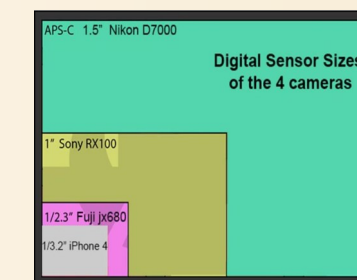 APS-C 1.5" Nikon D7000
Digital Sensor Sizes
of the 4 cameras
1" Sony RX100
1/2.3" Fuji jx680
1/3.2" iPhone 4